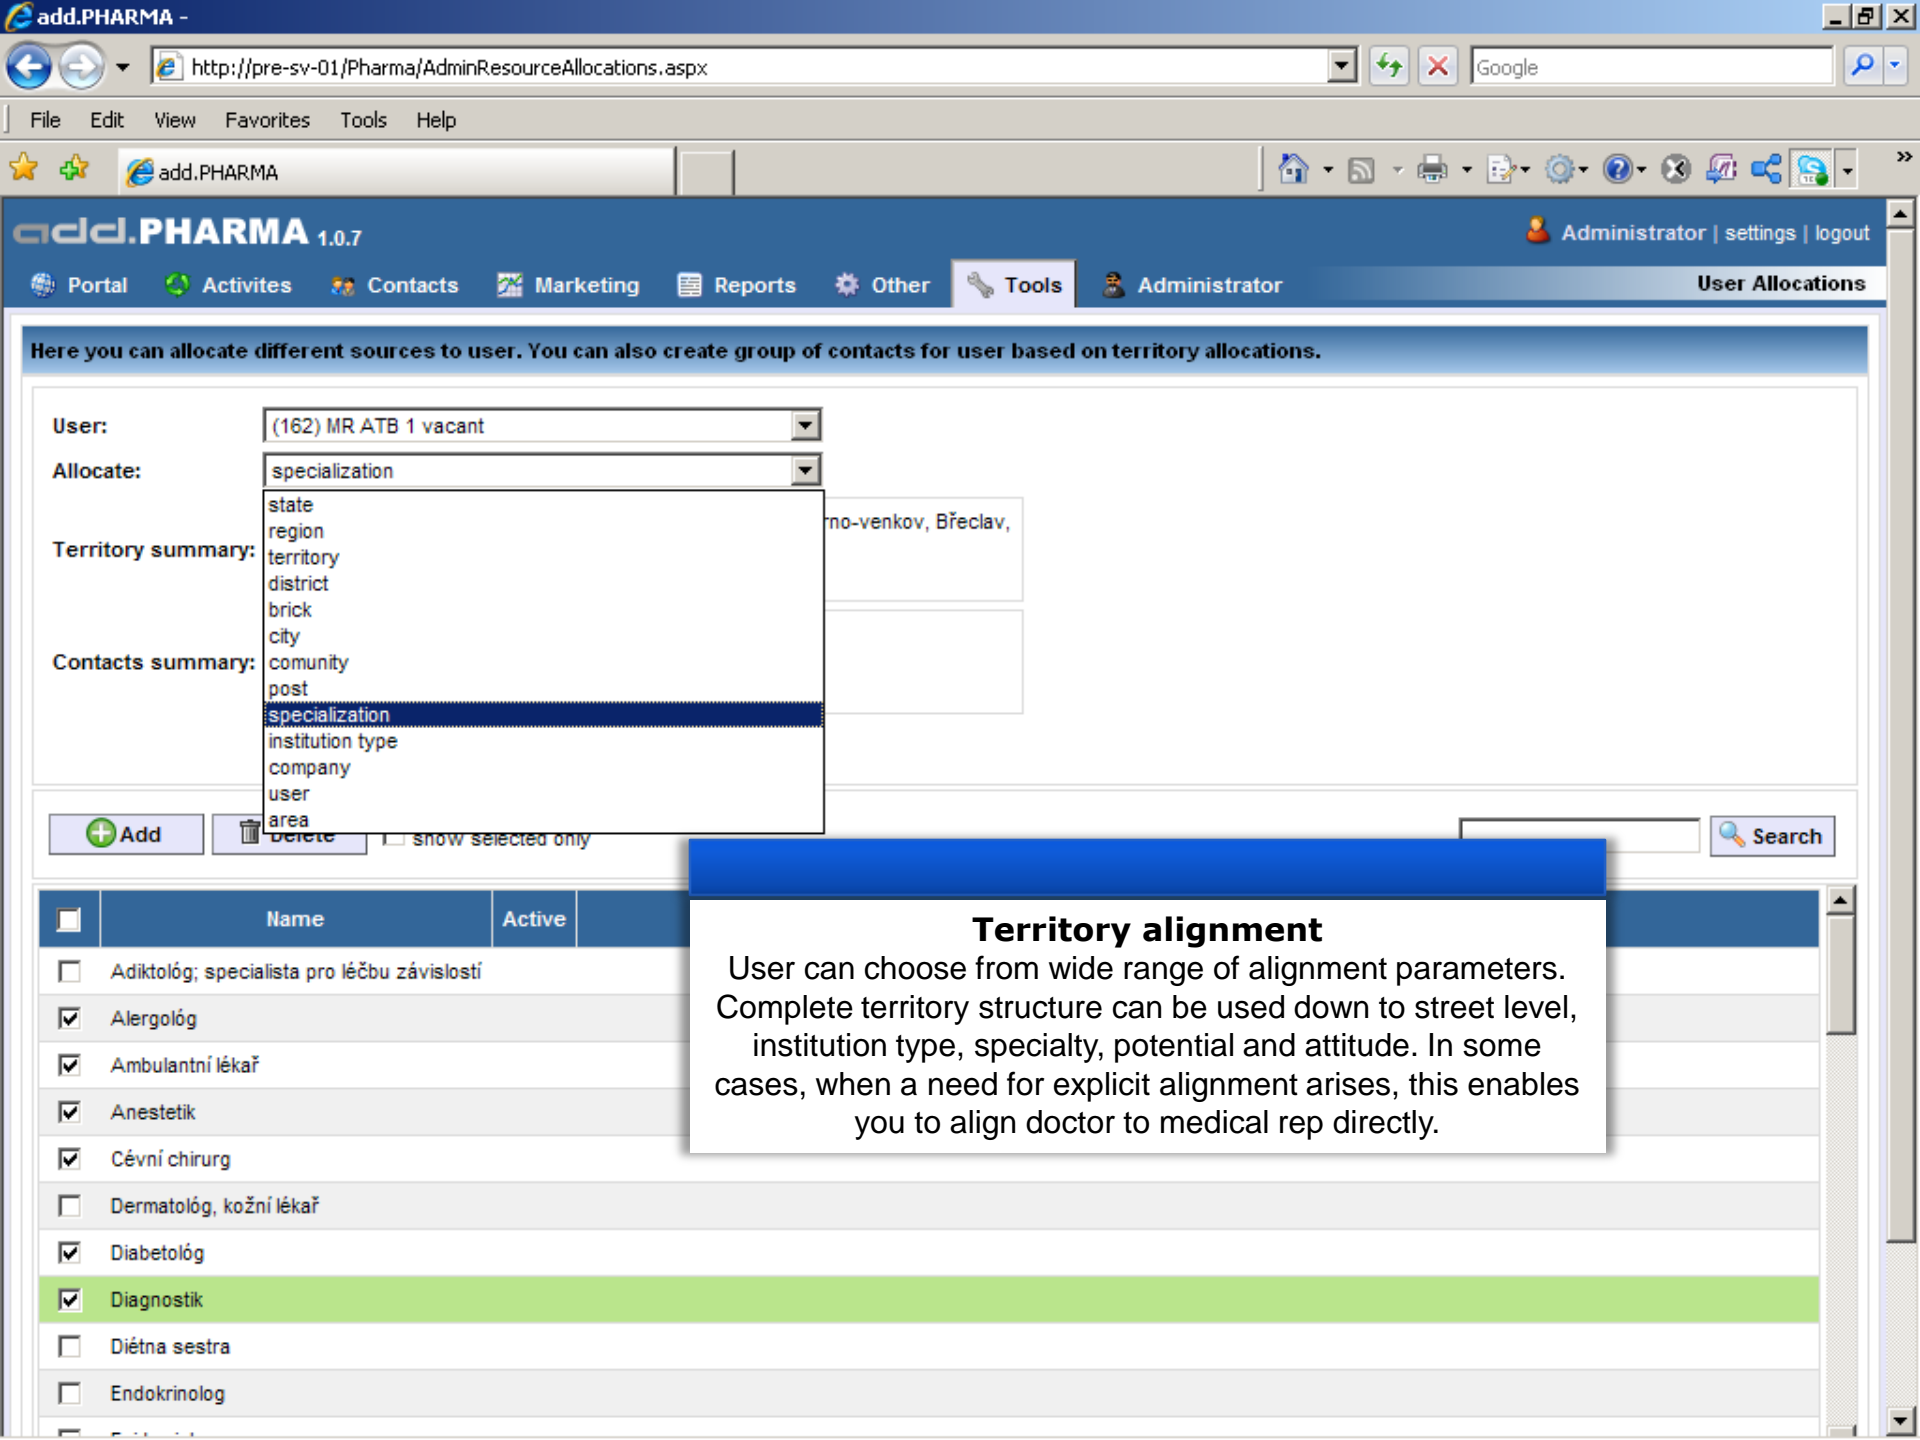 add.PHARMA -
http://pre-sv-01/Pharma/AdminResourceAllocations.aspx
Google
File Edit View Favorites Tools Help
add.PHARMA
»
add.PHARMA 1.0.7
Administrator | settings | logout
Portal Activites Contacts Marketing Reports Other Tools Administrator
User Allocations
Here you can allocate different sources to user. You can also create group of contacts for user based on territory allocations.
User: (162) MR ATB 1 vacant
Allocate: specialization
state
region
territory
district
brick
city
comunity
post
specialization
institution type
company
user
area
Territory summary:
no-venkov, Břeclav,
Contacts summary:
Add Delete show selected only
Search
Name Active
Adiktológ; specialista pro léčbu závislostí
Alergológ
Ambulantní lékař
Anestetik
Cévní chirurg
Dermatológ, kožní lékař
Diabetológ
Diagnostik
Diétna sestra
Endokrinolog
Territory alignment
User can choose from wide range of alignment parameters.
Complete territory structure can be used down to street level,
institution type, specialty, potential and attitude. In some
cases, when a need for explicit alignment arises, this enables
you to align doctor to medical rep directly.